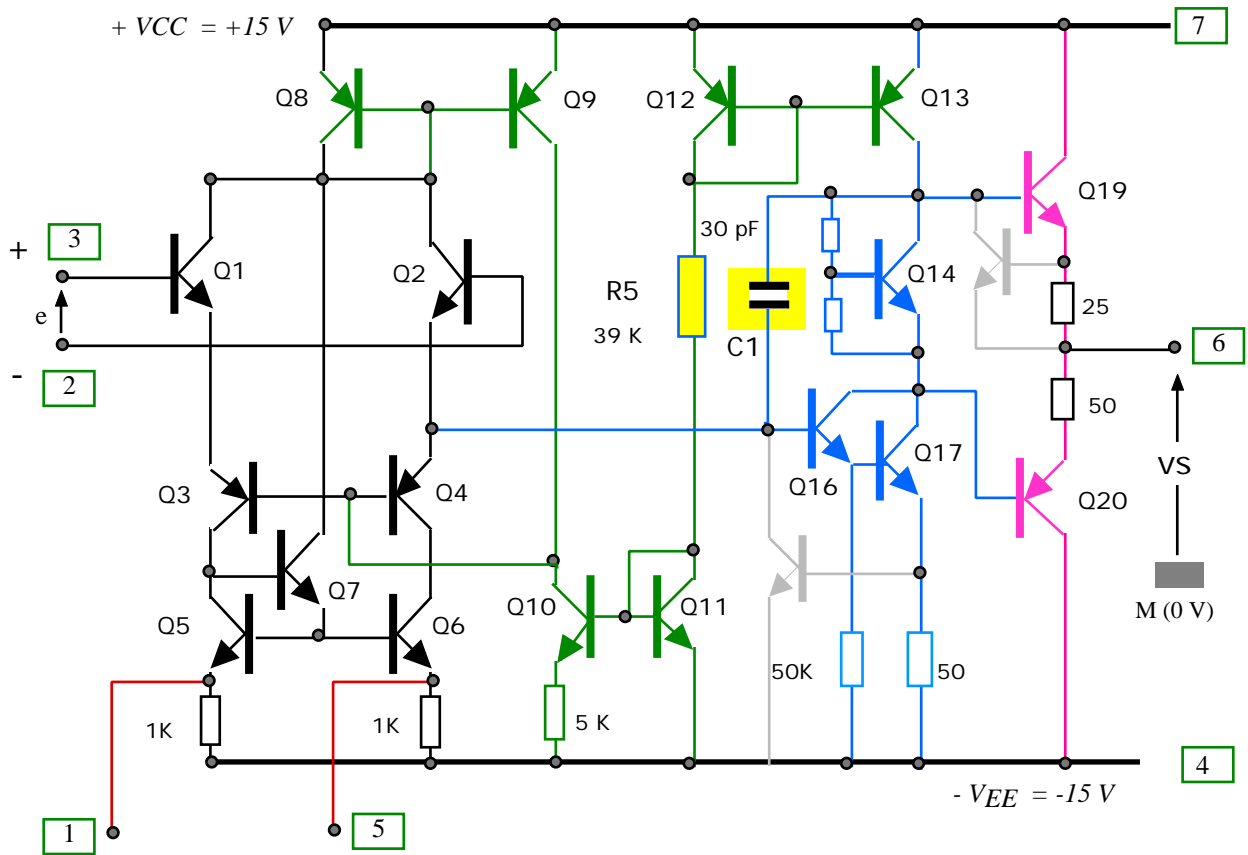 + VCC = +15 V
7
Q8
Q9
Q12
Q13
Q19
+
3
Q1
Q2
30 pF
Q14
e
R5
39 K
C1
25
6
-
2
50
VS
Q3
Q4
Q16
Q17
Q20
Q7
Q10
Q11
Q5
Q6
M (0 V)
1K
1K
5 K
50K
50
4
- VEE = -15 V
1
5